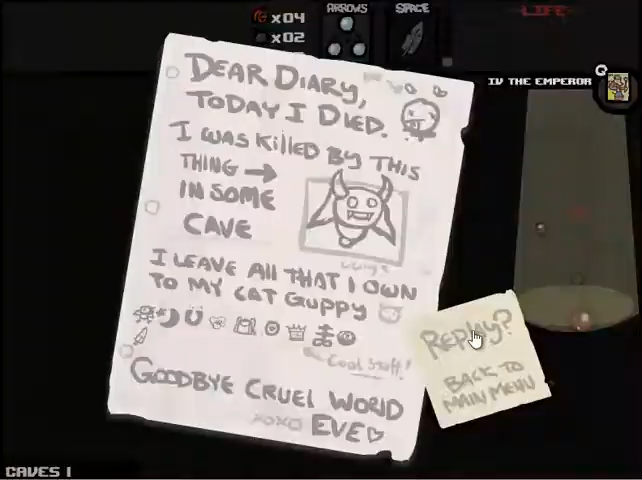 x04
x02
ARROWS
SPACE
LIFE
IV THE EMPEROR
Q
DEAR DIARY,
TODAY I DIED.
I WAS KILLED BY THIS
THING →
IN SOME
CAVE
I LEAVE ALL THAT I OWN
TO MY CAT GUPPY
Cool Stuff!
GOODBYE CRUEL WORLD
XOXO EVE
REPLAY?
BACK TO
MAIN MENU
CAVES I